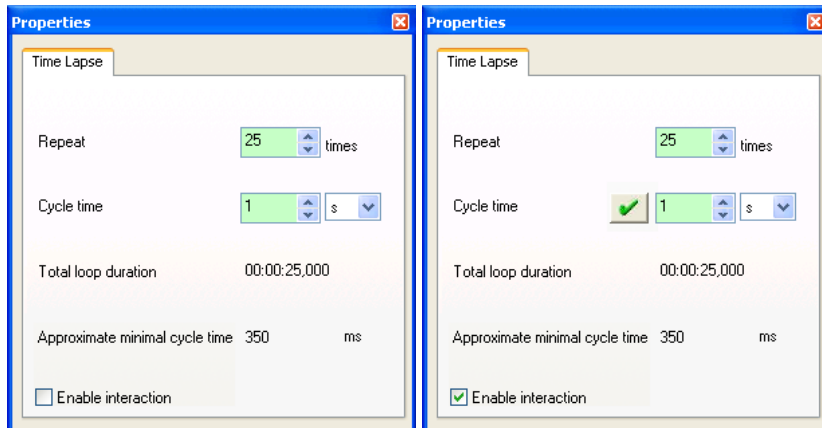 Properties
Time Lapse
Repeat 25 times
Cycle time 1 s
Total loop duration 00:00:25,000
Approximate minimal cycle time 350 ms
Enable interaction
Properties
Time Lapse
Repeat 25 times
Cycle time 1 s
Total loop duration 00:00:25,000
Approximate minimal cycle time 350 ms
Enable interaction